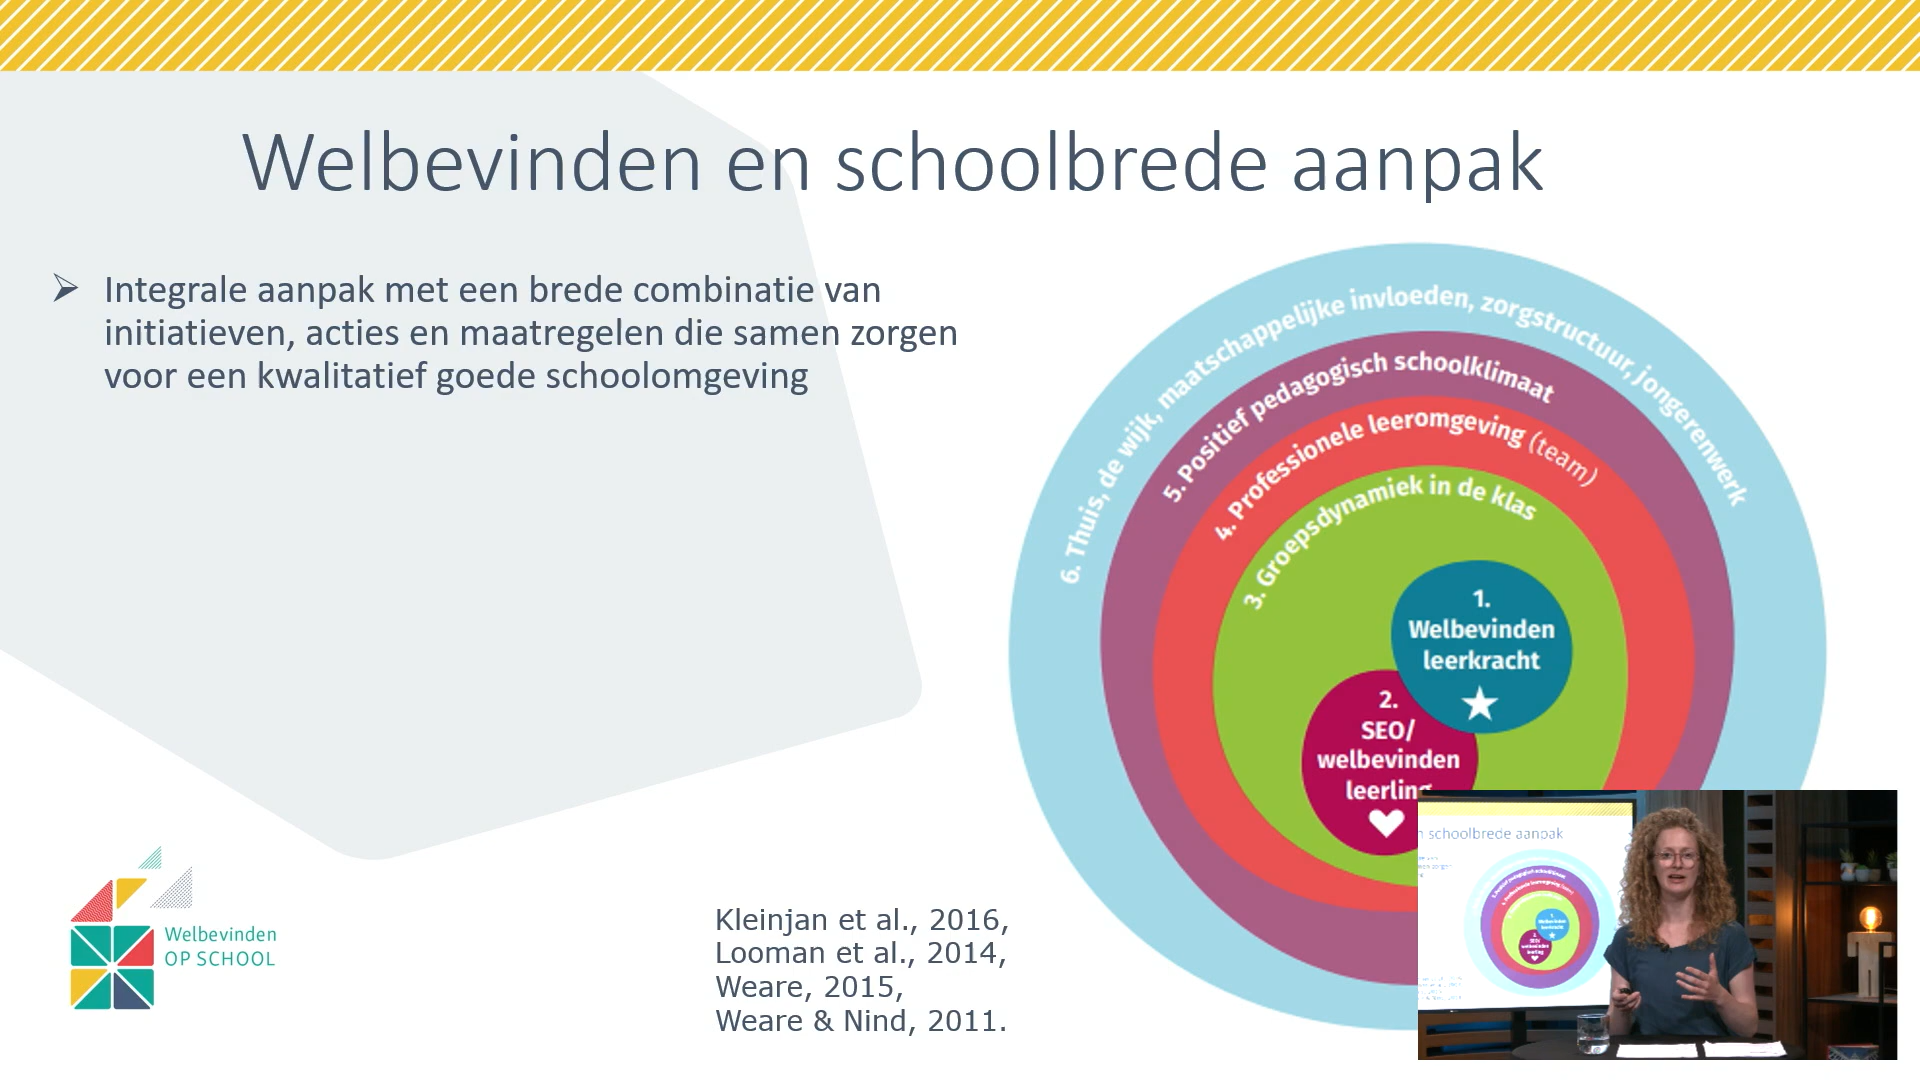 Welbevinden en schoolbrede aanpak
Integrale aanpak met een brede combinatie van
initiatieven, acties en maatregelen die samen zorgen
voor een kwalitatief goede schoolomgeving
6. Thuis, de wijk, maatschappelijke invloeden, zorgstructuur, jongerenwerk
5. Positief pedagogisch schoolklimaat
4. Professionele leeromgeving (team)
3. Groepsdynamiek in de klas
1.
Welbevinden
leerkracht
2.
SEO/
welbevinden
leerling
Kleinjan et al., 2016,
Looman et al., 2014,
Weare, 2015,
Weare & Nind, 2011.
Welbevinden
OP SCHOOL
schoolbrede aanpak